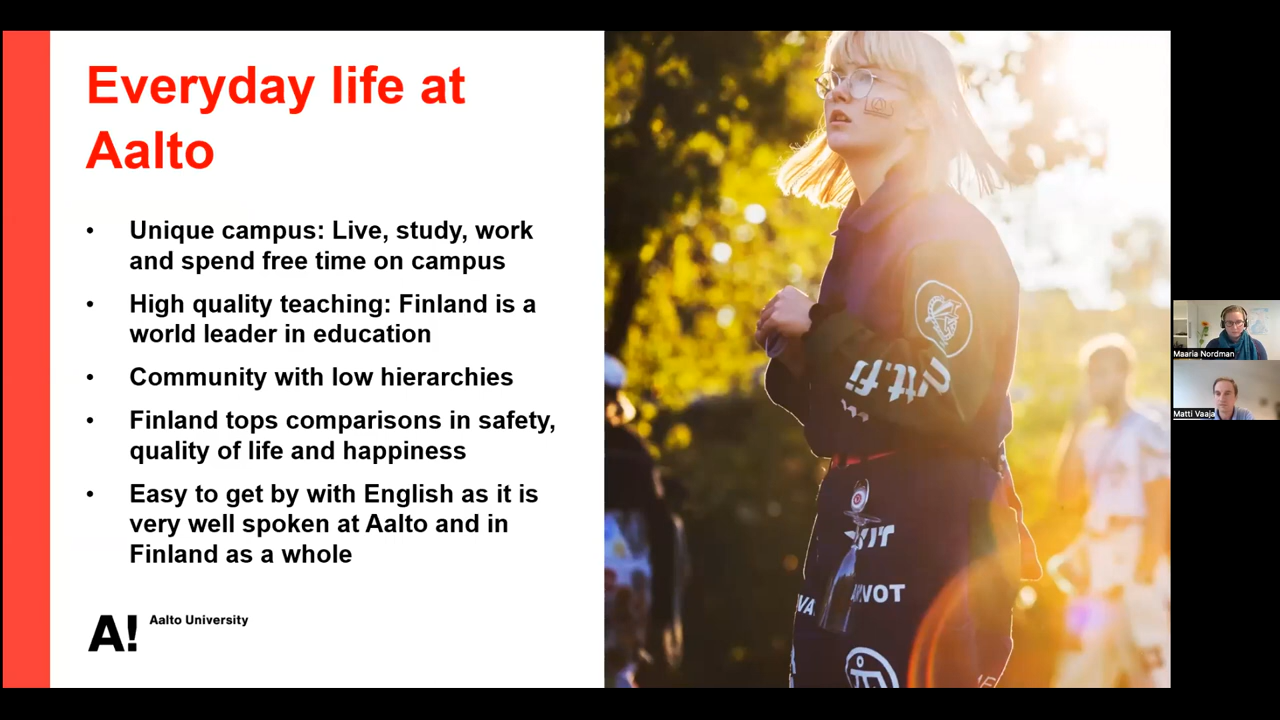 Everyday life at
Aalto
• Unique campus: Live, study, work
and spend free time on campus
• High quality teaching: Finland is a
world leader in education
• Community with low hierarchies
• Finland tops comparisons in safety,
quality of life and happiness
• Easy to get by with English as it is
very well spoken at Aalto and in
Finland as a whole
A!
Aalto University
Maaria Nordman
Matti Vaaja